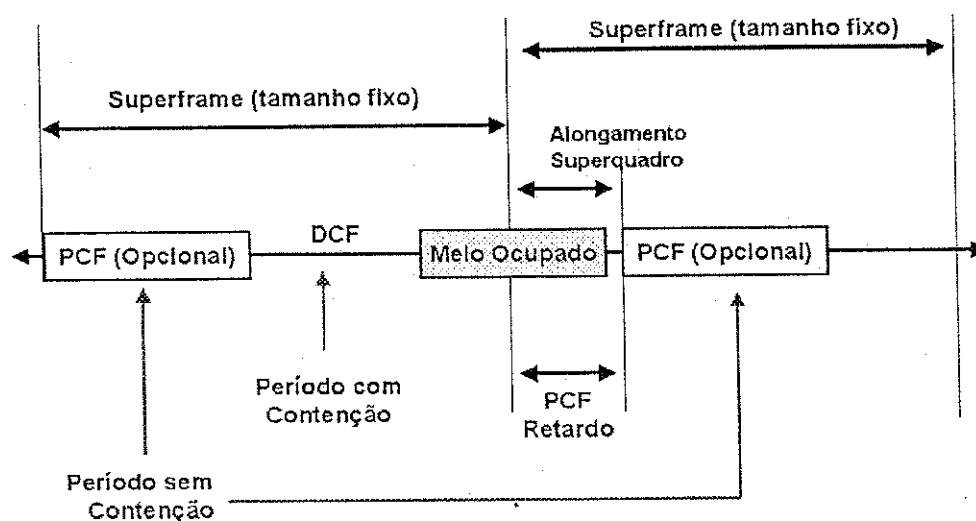 Superframe (tamanho fixo)
Superframe (tamanho fixo)
Alongamento
Superquadro
PCF (Opcional)
DCF
Meio Ocupado
PCF (Opcional)
Período com
Contenção
PCF
Retardo
Período sem
Contenção